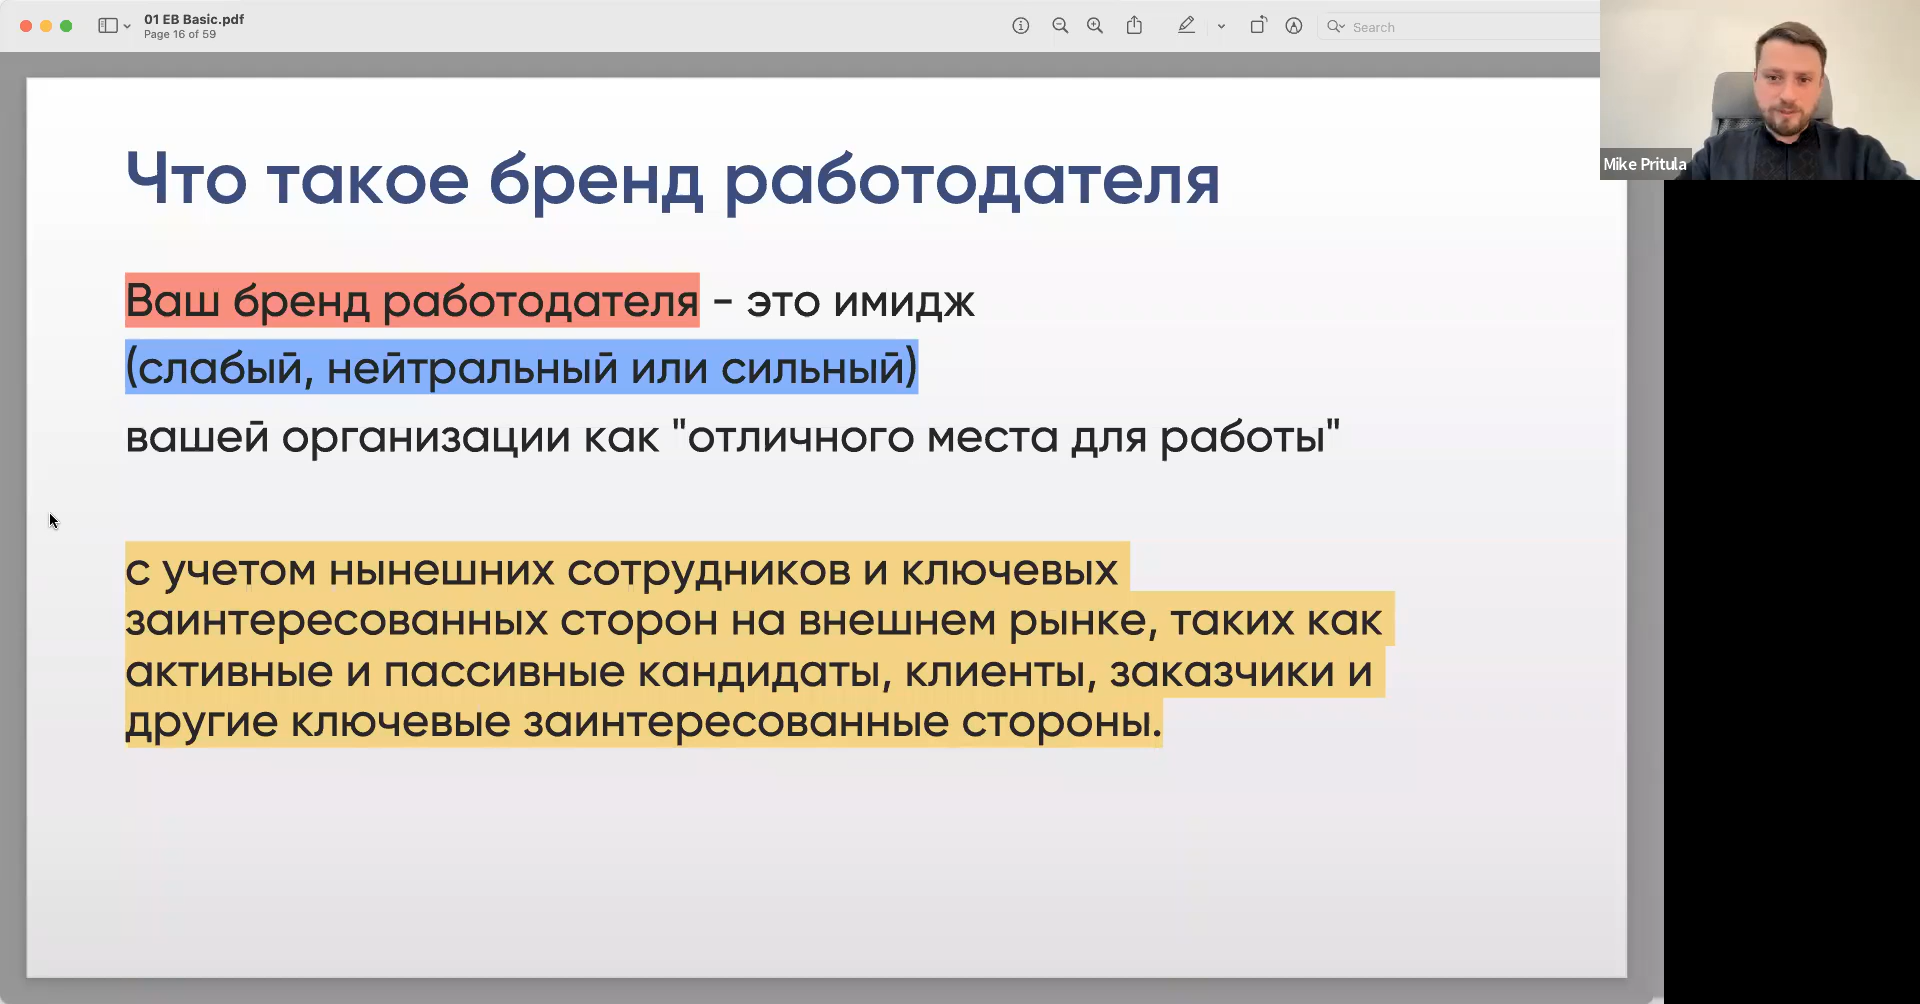 01 EB Basic.pdf
Page 16 of 59
Search
Mike Pritula
Что такое бренд работодателя
Ваш бренд работодателя - это имидж
(слабый, нейтральный или сильный)
вашей организации как "отличного места для работы"
с учетом нынешних сотрудников и ключевых
заинтересованных сторон на внешнем рынке, таких как
активные и пассивные кандидаты, клиенты, заказчики и
другие ключевые заинтересованные стороны.